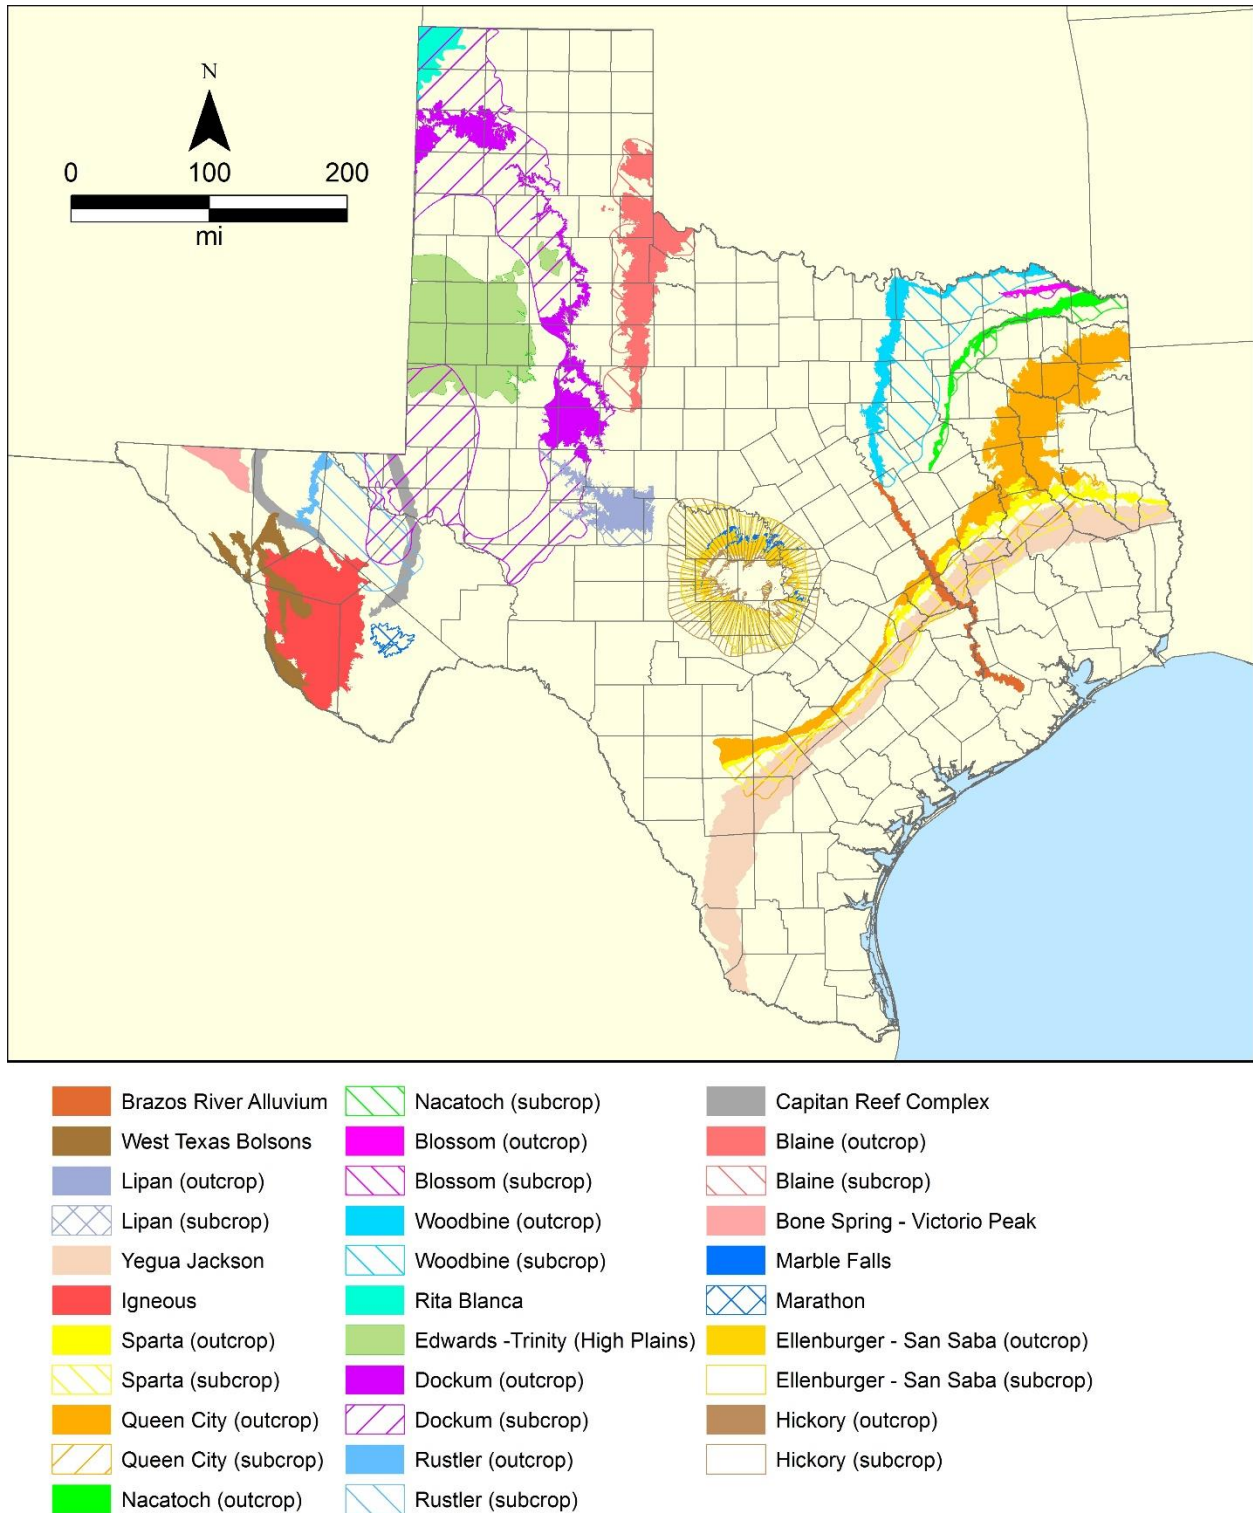 N
0 100 200
mi
Brazos River Alluvium
West Texas Bolsons
Lipan (outcrop)
Lipan (subcrop)
Yegua Jackson
Igneous
Sparta (outcrop)
Sparta (subcrop)
Queen City (outcrop)
Queen City (subcrop)
Nacatoch (outcrop)
Nacatoch (subcrop)
Blossom (outcrop)
Blossom (subcrop)
Woodbine (outcrop)
Woodbine (subcrop)
Rita Blanca
Edwards -Trinity (High Plains)
Dockum (outcrop)
Dockum (subcrop)
Rustler (outcrop)
Rustler (subcrop)
Capitan Reef Complex
Blaine (outcrop)
Blaine (subcrop)
Bone Spring - Victorio Peak
Marble Falls
Marathon
Ellenburger - San Saba (outcrop)
Ellenburger - San Saba (subcrop)
Hickory (outcrop)
Hickory (subcrop)